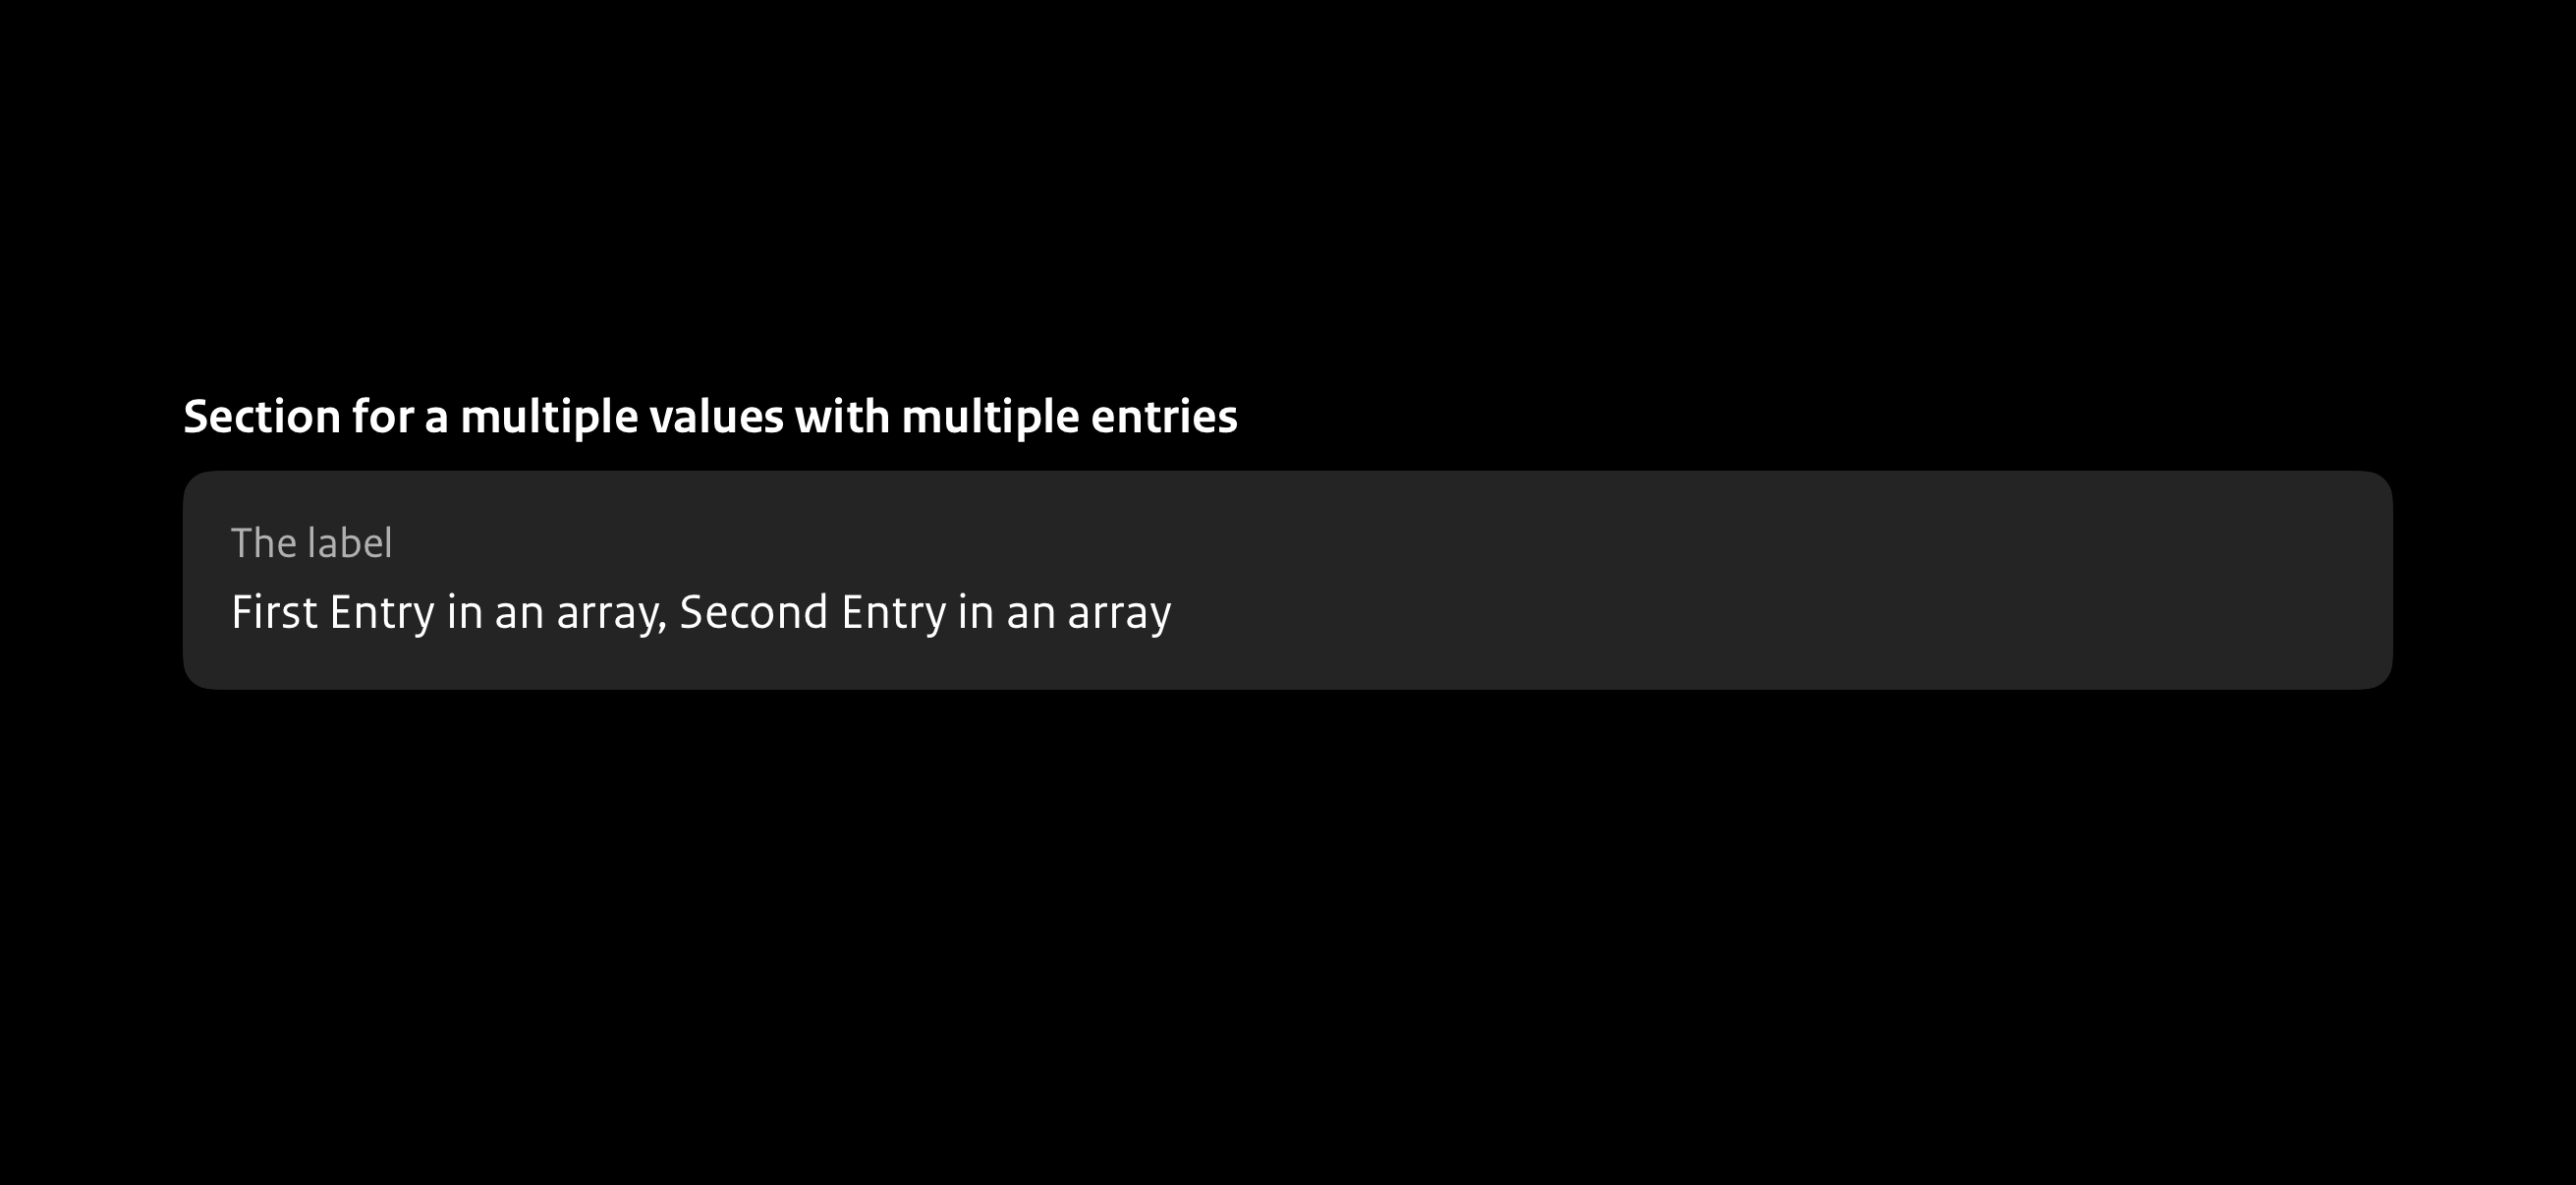 Section for a multiple values with multiple entries
The label
First Entry in an array, Second Entry in an array